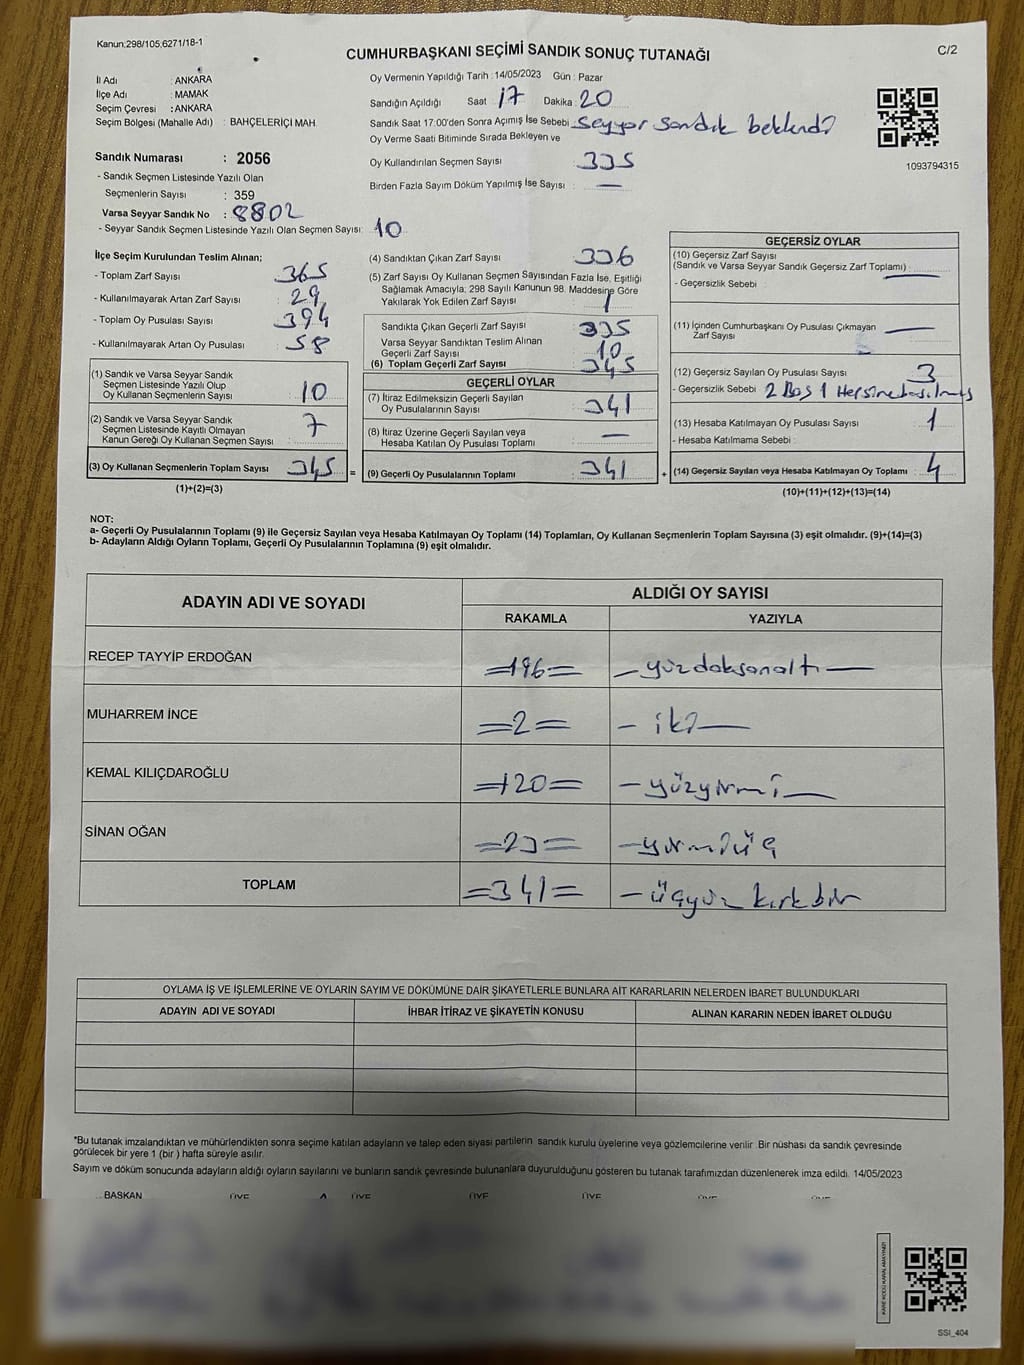 Kanun:298/105,6271/18-1
CUMHURBAŞKANI SEÇİMİ SANDIK SONUÇ TUTANAĞI
C/2
İl Adı : ANKARA
İlçe Adı : MAMAK
Seçim Çevresi : ANKARA
Seçim Bölgesi (Mahalle Adı) : BAHÇELERİÇİ MAH.
Oy Vermenin Yapıldığı Tarih : 14/05/2023 Gün : Pazar
Sandığın Açıldığı Saat 17 Dakika : 20
Sandık Saat 17:00'den Sonra Açımış İse Sebebi Seyyar sandık beklendi
Oy Verme Saati Bitiminde Sırada Bekleyen ve
Oy Kullandırılan Seçmen Sayısı : 335
Birden Fazla Sayım Döküm Yapılmış İse Sayısı : —
1093794315
Sandık Numarası : 2056
- Sandık Seçmen Listesinde Yazılı Olan
Seçmenlerin Sayısı : 359
Varsa Seyyar Sandık No : 8802
- Seyyar Sandık Seçmen Listesinde Yazılı Olan Seçmen Sayısı: 10
İlçe Seçim Kurulundan Teslim Alınan;
- Toplam Zarf Sayısı : 365
- Kullanılmayarak Artan Zarf Sayısı : 29
- Toplam Oy Pusulası Sayısı : 394
- Kullanılmayarak Artan Oy Pusulası : 58
(4) Sandıktan Çıkan Zarf Sayısı : 336
(5) Zarf Sayısı Oy Kullanan Seçmen Sayısından Fazla İse, Eşitliği
Sağlamak Amacıyla; 298 Sayılı Kanunun 98. Maddesine Göre
Yakılarak Yok Edilen Zarf Sayısı : 1
Sandıkta Çıkan Geçerli Zarf Sayısı : 335
Varsa Seyyar Sandıktan Teslim Alınan
Geçerli Zarf Sayısı : 10
(6) Toplam Geçerli Zarf Sayısı : 345
GEÇERSİZ OYLAR
(10) Geçersiz Zarf Sayısı
(Sandık ve Varsa Seyyar Sandık Geçersiz Zarf Toplamı) : —
- Geçersizlik Sebebi :
(11) İçinden Cumhurbaşkanı Oy Pusulası Çıkmayan
Zarf Sayısı : —
(12) Geçersiz Sayılan Oy Pusulası Sayısı : 3
- Geçersizlik Sebebi : 2 Boş 1 Hepsine basılmış
(13) Hesaba Katılmayan Oy Pusulası Sayısı : 1
- Hesaba Katılmama Sebebi :
(14) Geçersiz Sayılan veya Hesaba Katılmayan Oy Toplamı : 4
(10)+(11)+(12)+(13)=(14)
(1) Sandık ve Varsa Seyyar Sandık
Seçmen Listesinde Yazılı Olup
Oy Kullanan Seçmenlerin Sayısı : 10
(2) Sandık ve Varsa Seyyar Sandık
Seçmen Listesinde Kayıtlı Olmayan
Kanun Gereği Oy Kullanan Seçmen Sayısı : 7
(3) Oy Kullanan Seçmenlerin Toplam Sayısı : 345 =
(1)+(2)=(3)
GEÇERLİ OYLAR
(7) İtiraz Edilmeksizin Geçerli Sayılan
Oy Pusulalarının Sayısı : 341
(8) İtiraz Üzerine Geçerli Sayılan veya
Hesaba Katılan Oy Pusulası Toplamı : —
(9) Geçerli Oy Pusulalarının Toplamı : 341 +
NOT:
a- Geçerli Oy Pusulalarının Toplamı (9) ile Geçersiz Sayılan veya Hesaba Katılmayan Oy Toplamı (14) Toplamları, Oy Kullanan Seçmenlerin Toplam Sayısına (3) eşit olmalıdır. (9)+(14)=(3)
b- Adayların Aldığı Oyların Toplamı, Geçerli Oy Pusulalarının Toplamına (9) eşit olmalıdır.
ADAYIN ADI VE SOYADI
ALDIĞI OY SAYISI
RAKAMLA YAZIYLA
RECEP TAYYİP ERDOĞAN =196= – yüzdoksanaltı —
MUHARREM İNCE =2= – iki —
KEMAL KILIÇDAROĞLU =120= – yüzyirmi —
SİNAN OĞAN =23= – yirmiüç
TOPLAM =341= – üçyüz kırkbir
OYLAMA İŞ VE İŞLEMLERİNE VE OYLARIN SAYIM VE DÖKÜMÜNE DAİR ŞİKAYETLERLE BUNLARA AİT KARARLARIN NELERDEN İBARET BULUNDUKLARI
ADAYIN ADI VE SOYADI İHBAR İTİRAZ VE ŞİKAYETİN KONUSU ALINAN KARARIN NEDEN İBARET OLDUĞU
*Bu tutanak imzalandıktan ve mühürlendikten sonra seçime katılan adayların ve talep eden siyasi partilerin sandık kurulu üyelerine veya gözlemcilerine verilir. Bir nüshası da sandık çevresinde
görülecek bir yere 1 (bir ) hafta süreyle asılır.
Sayım ve döküm sonucunda adayların aldığı oyların sayılarını ve bunların sandık çevresinde bulunanlara duyurulduğunu gösteren bu tutanak tarafımızdan düzenlenerek imza edildi. 14/05/2023
BAŞKAN ÜYE ÜYE ÜYE ÜYE ÜYE ÜYE
SSI_404